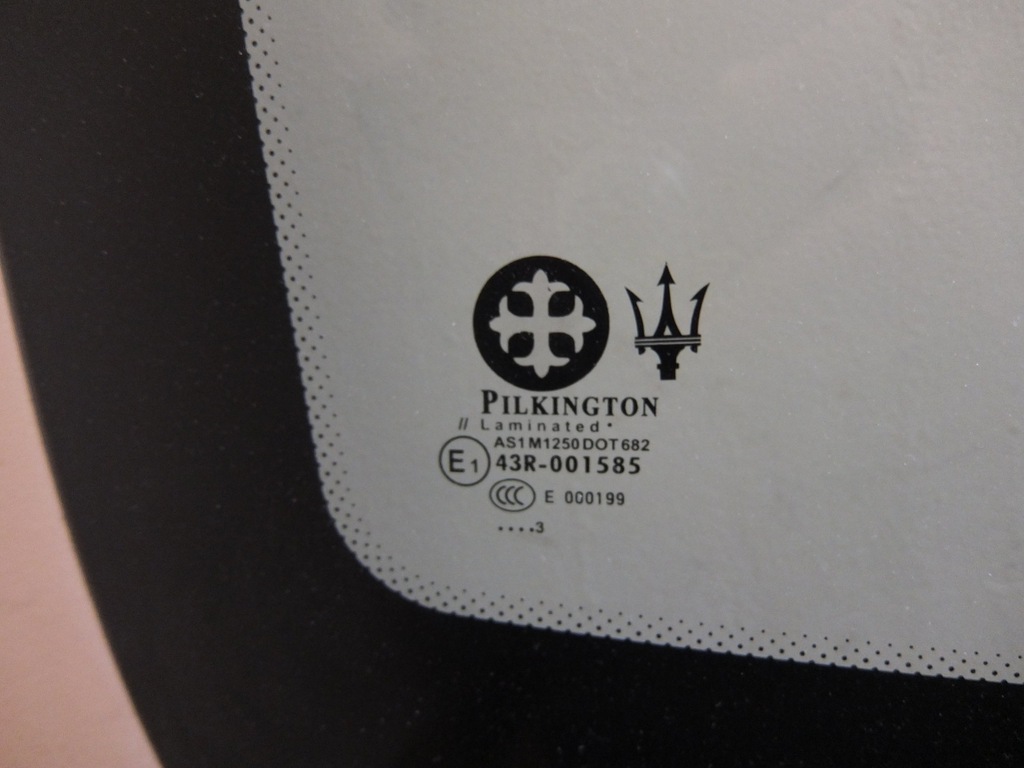 PILKINGTON
// Laminated
AS1 M1250 DOT 682
E1 43R-001585
CCC E 000199
....3